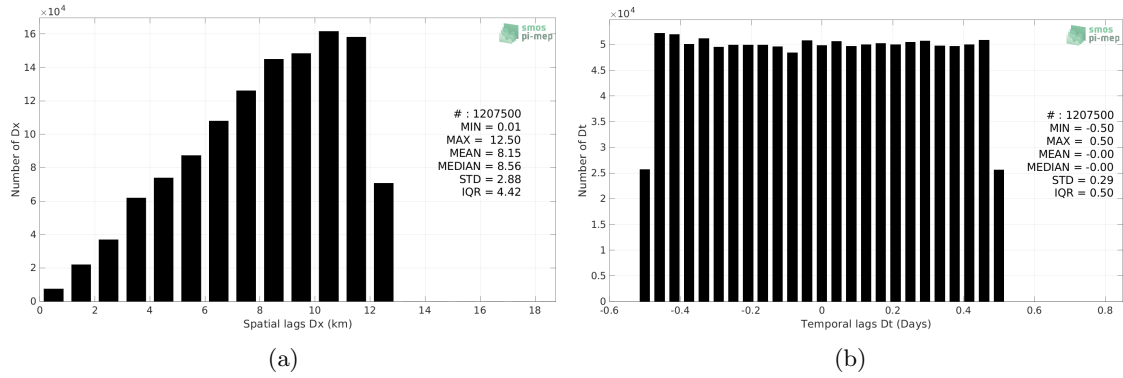 ×10⁴
smos
pi-mep
16
14
12
10
8
6
4
2
0
Number of Dx
# : 1207500
MIN = 0.01
MAX = 12.50
MEAN = 8.15
MEDIAN = 8.56
STD = 2.88
IQR = 4.42
0 2 4 6 8 10 12 14 16 18
Spatial lags Dx (km)
(a)
×10⁴
smos
pi-mep
5
4.5
4
3.5
3
2.5
2
1.5
1
0.5
0
Number of Dt
# : 1207500
MIN = -0.50
MAX = 0.50
MEAN = -0.00
MEDIAN = -0.00
STD = 0.29
IQR = 0.50
-0.6 -0.4 -0.2 0 0.2 0.4 0.6 0.8
Temporal lags Dt (Days)
(b)